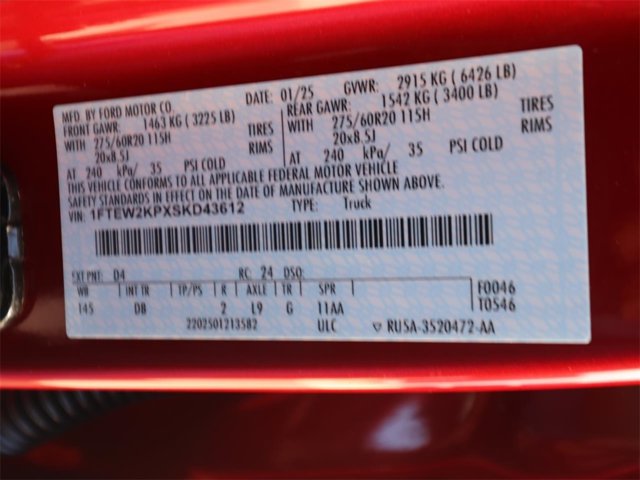 MFD. BY FORD MOTOR CO.
DATE: 01/25 GVWR: 2915 KG (6426 LB)
FRONT GAWR: 1463 KG (3225 LB) REAR GAWR: 1542 KG (3400 LB)
WITH 275/60R20 115H TIRES WITH 275/60R20 115H TIRES
20x8.5J RIMS 20x8.5J RIMS
AT 240 kPa/ 35 PSI COLD AT 240 kPa/ 35 PSI COLD
THIS VEHICLE CONFORMS TO ALL APPLICABLE FEDERAL MOTOR VEHICLE
SAFETY STANDARDS IN EFFECT ON THE DATE OF MANUFACTURE SHOWN ABOVE.
VIN: 1FTEW2KPXSKD43612 TYPE: Truck
EXT PNT: D4 RC: 24 DSO:
WB INT TR TP/PS R AXLE TR SPR F0046
145 DB 2 L9 G 11AA T0546
2202501213582 ULC ▽ RU5A-3520472-AA